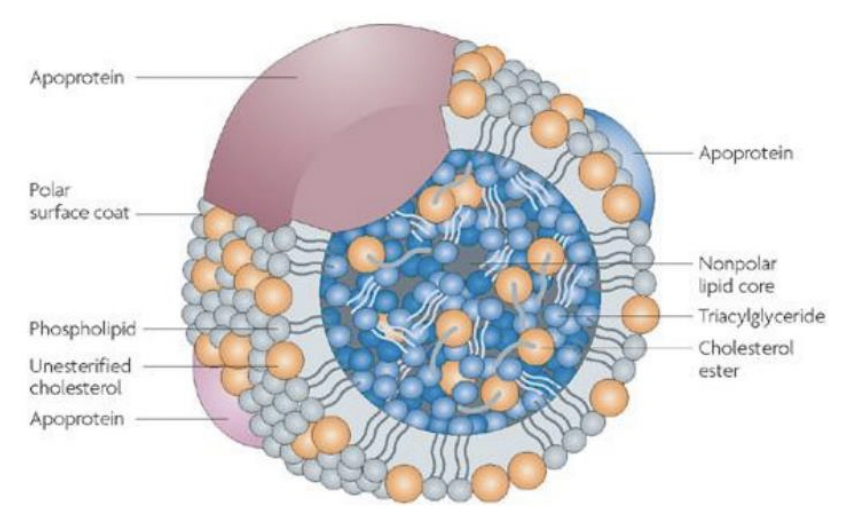 Apoprotein
Polar
surface coat
Phospholipid
Unesterified
cholesterol
Apoprotein
Apoprotein
Nonpolar
lipid core
Triacylglyceride
Cholesterol
ester